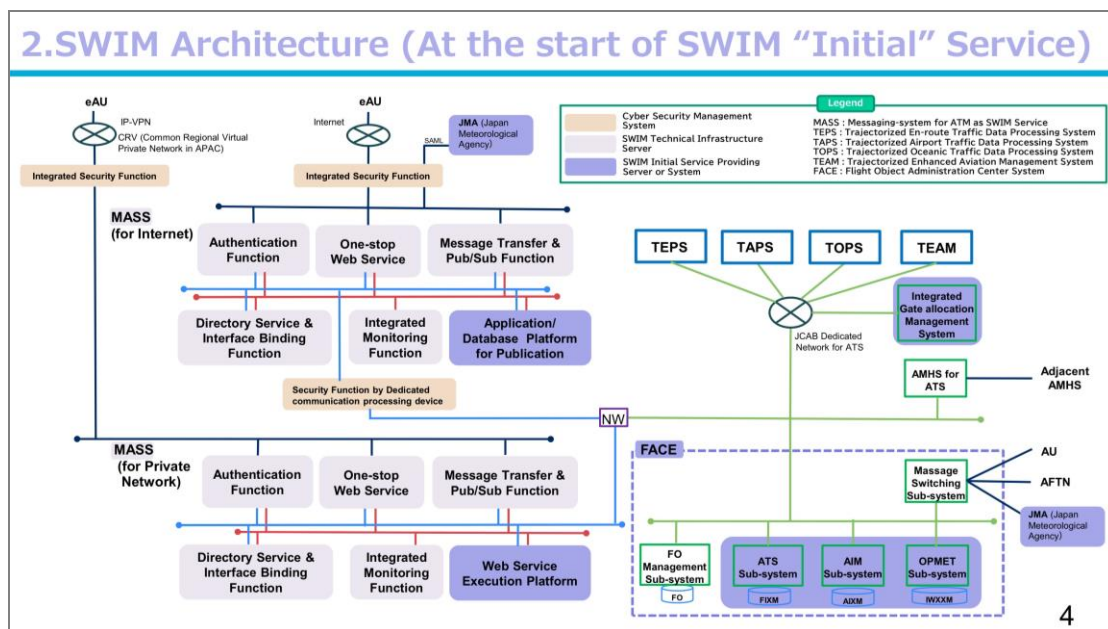 2.SWIM Architecture (At the start of SWIM “Initial” Service)
eAU
IP-VPN
CRV (Common Regional Virtual
Private Network in APAC)
Integrated Security Function
eAU
Internet
SAML
JMA (Japan
Meteorological
Agency)
Integrated Security Function
Legend
Cyber Security Management
System
SWIM Technical Infrastructure
Server
SWIM Initial Service Providing
Server or System
MASS : Messaging-system for ATM as SWIM Service
TEPS : Trajectorized En-route Traffic Data Processing System
TAPS : Trajectorized Airport Traffic Data Processing System
TOPS : Trajectorized Oceanic Traffic Data Processing System
TEAM : Trajectorized Enhanced Aviation Management System
FACE : Flight Object Administration Center System
MASS
(for Internet)
Authentication
Function
One-stop
Web Service
Message Transfer &
Pub/Sub Function
Directory Service &
Interface Binding
Function
Integrated
Monitoring
Function
Application/
Database Platform
for Publication
Security Function by Dedicated
communication processing device
TEPS
TAPS
TOPS
TEAM
JCAB Dedicated
Network for ATS
Integrated
Gate allocation
Management
System
AMHS for
ATS
Adjacent
AMHS
NW
MASS
(for Private
Network)
Authentication
Function
One-stop
Web Service
Message Transfer &
Pub/Sub Function
Directory Service &
Interface Binding
Function
Integrated
Monitoring
Function
Web Service
Execution Platform
FACE
Massage
Switching
Sub-system
AU
AFTN
JMA (Japan
Meteorological
Agency)
FO
Management
Sub-system
FO
ATS
Sub-system
FIXM
AIM
Sub-system
AIXM
OPMET
Sub-system
IWXXM
4